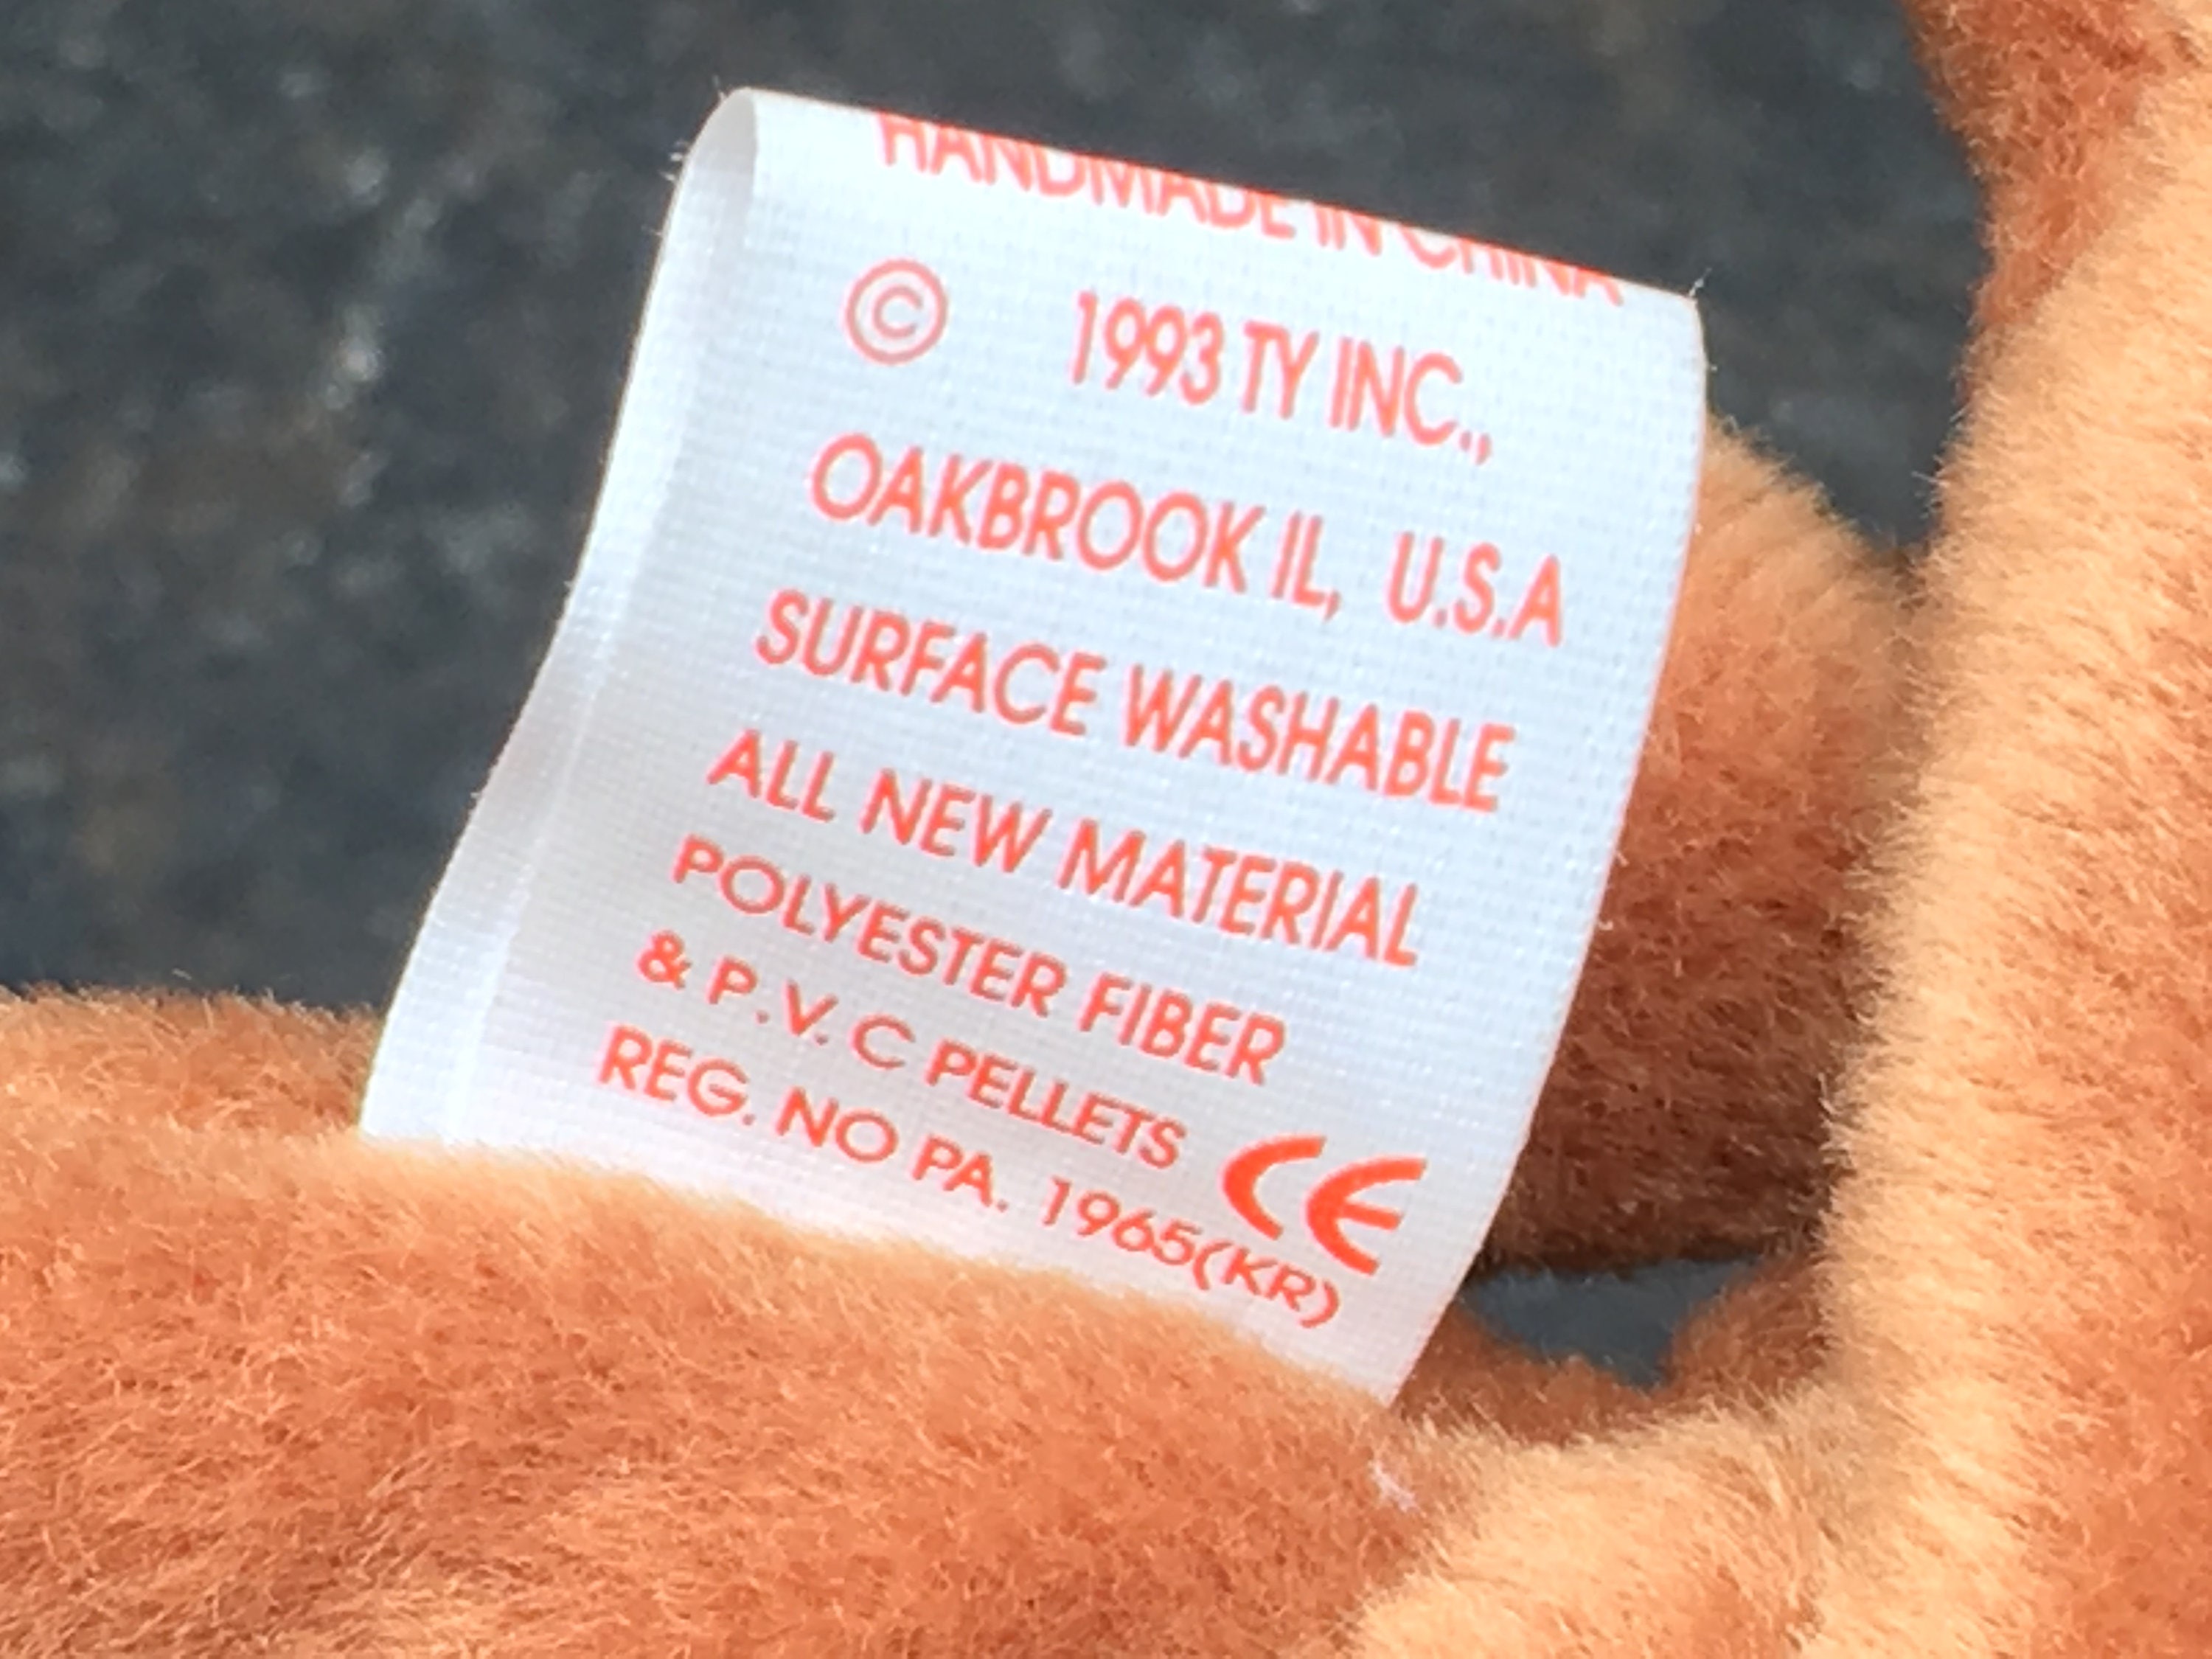 HANDMADE IN CHINA
© 1993 TY INC.,
OAKBROOK IL, U.S.A
SURFACE WASHABLE
ALL NEW MATERIAL
POLYESTER FIBER
& P.V.C PELLETS CE
REG. NO PA. 1965(KR)